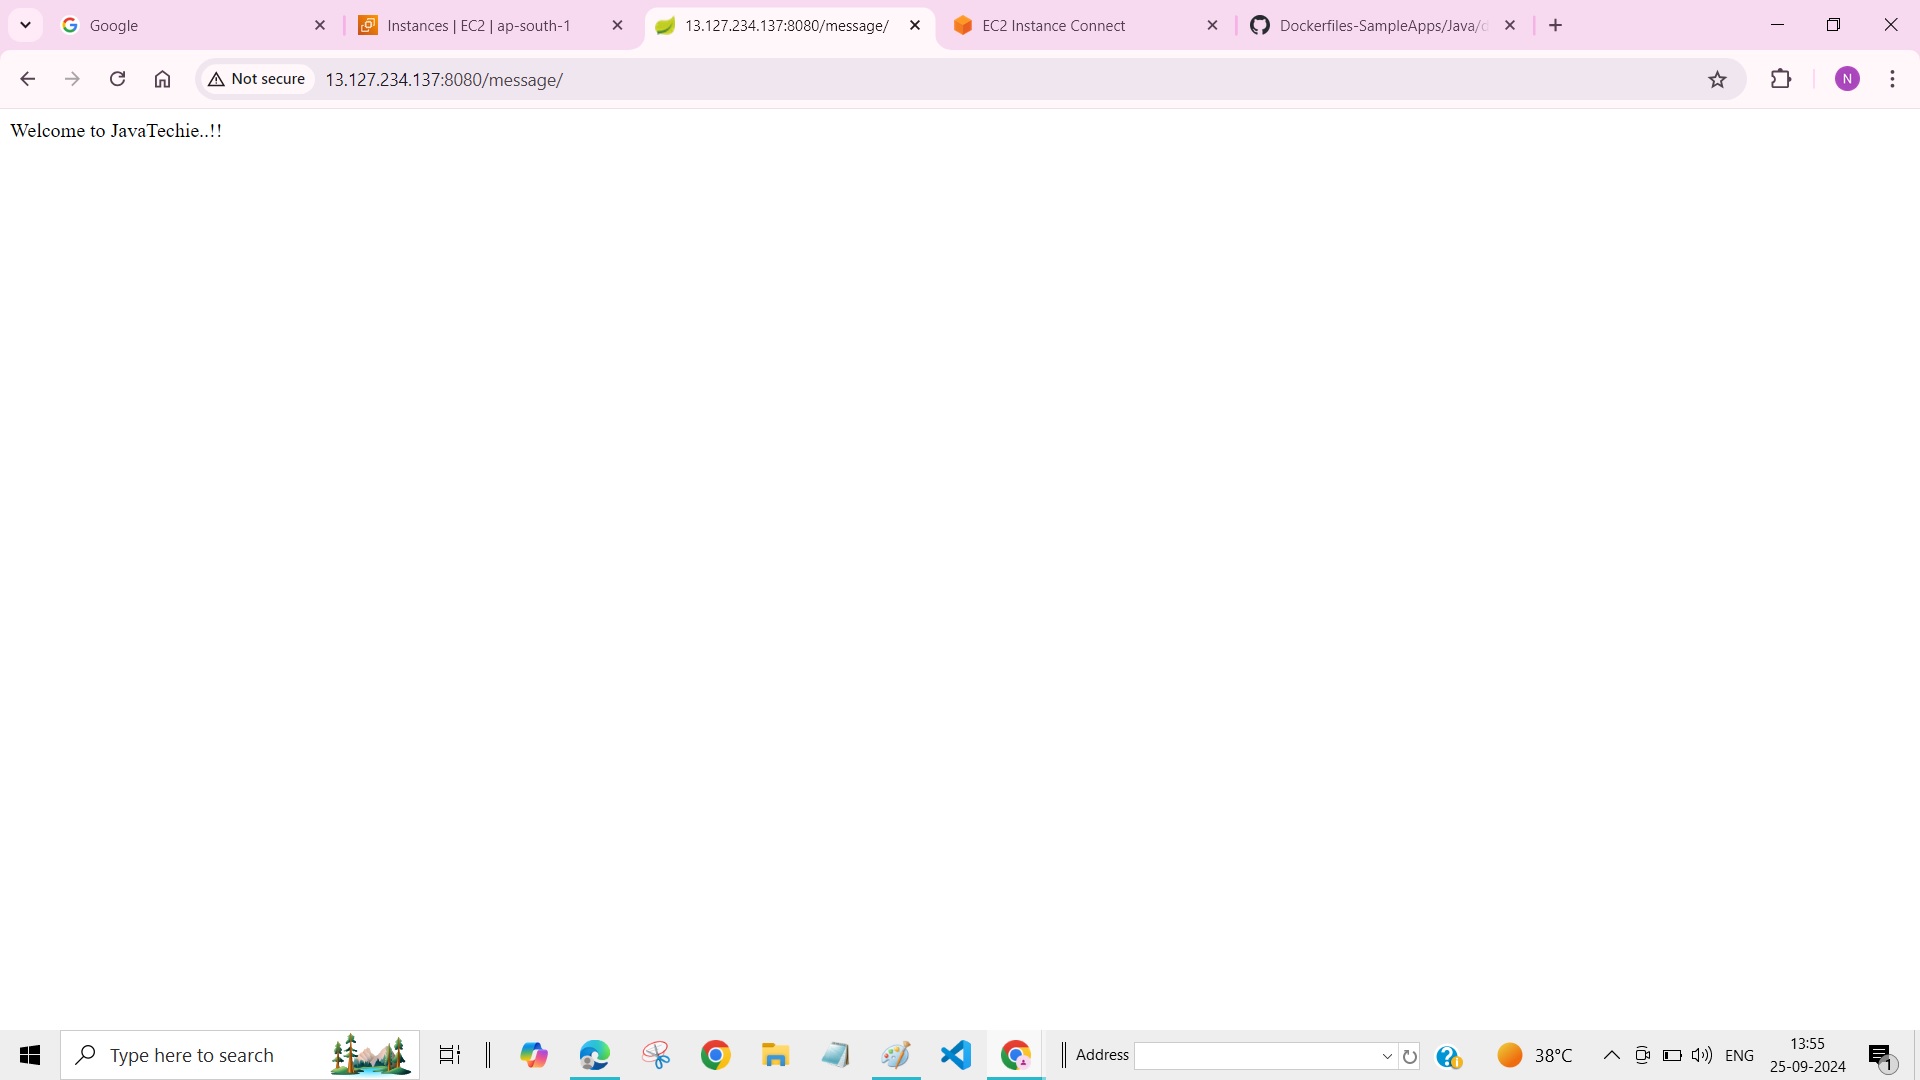 Google
Instances | EC2 | ap-south-1
13.127.234.137:8080/message/
EC2 Instance Connect
Dockerfiles-SampleApps/Java/d
Not secure
13.127.234.137:8080/message/
N
Welcome to JavaTechie..!!
Type here to search
Address
38°C
ENG
13:55
25-09-2024
1